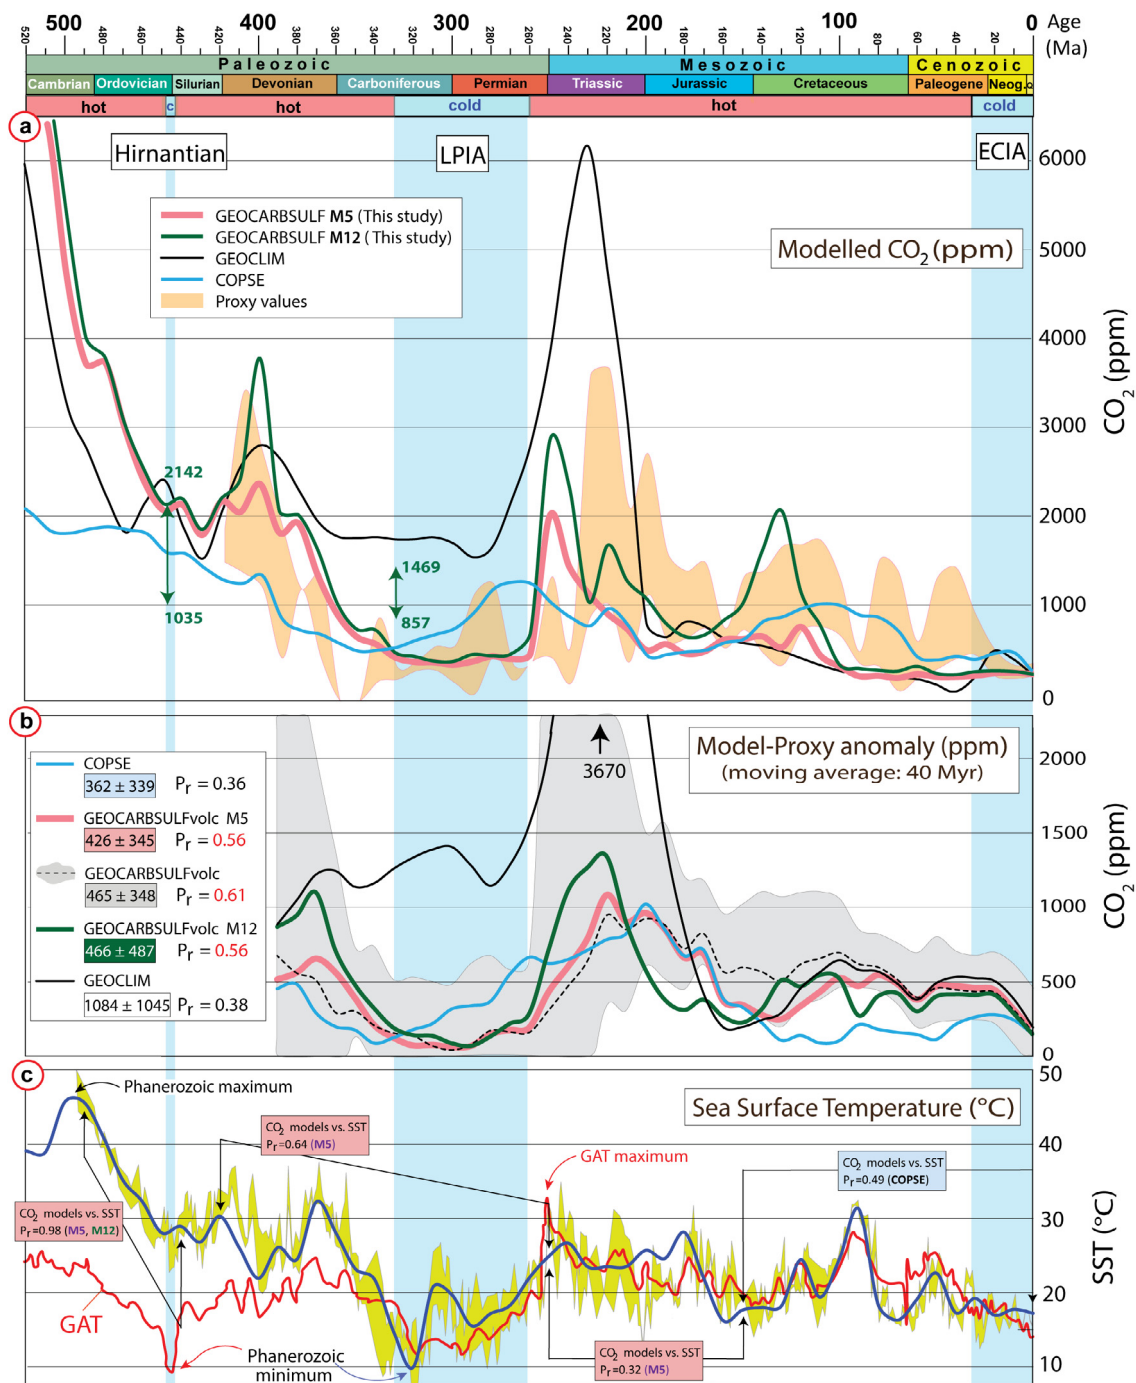 500 400 300 200 100 0 Age
(Ma)
520 480 460 440 420 380 360 340 320 280 260 240 220 180 160 140 120 80 60 40 20
Paleozoic Mesozoic Cenozoic
Cambrian Ordovician Silurian Devonian Carboniferous Permian Triassic Jurassic Cretaceous Paleogene Neog. Q
hot c hot cold hot cold
a
Hirnantian LPIA ECIA
GEOCARBSULF M5 (This study)
GEOCARBSULF M12 (This study)
GEOCLIM
COPSE
Proxy values
Modelled CO2 (ppm)
6000
5000
4000
3000
2000
1000
0
CO2 (ppm)
2142
1035
1469
857
b
COPSE
362 ± 339 Pr = 0.36
GEOCARBSULFvolc M5
426 ± 345 Pr = 0.56
GEOCARBSULFvolc
465 ± 348 Pr = 0.61
GEOCARBSULFvolc M12
466 ± 487 Pr = 0.56
GEOCLIM
1084 ± 1045 Pr = 0.38
3670
Model-Proxy anomaly (ppm)
(moving average: 40 Myr)
2000
1500
1000
500
0
CO2 (ppm)
c
Phanerozoic maximum
Sea Surface Temperature (°C)
CO2 models vs. SST
Pr=0.64 (M5)
GAT maximum
CO2 models vs. SST
Pr=0.49 (COPSE)
CO2 models vs. SST
Pr=0.98 (M5, M12)
GAT
Phanerozoic
minimum
CO2 models vs. SST
Pr=0.32 (M5)
50
40
30
20
10
SST (°C)